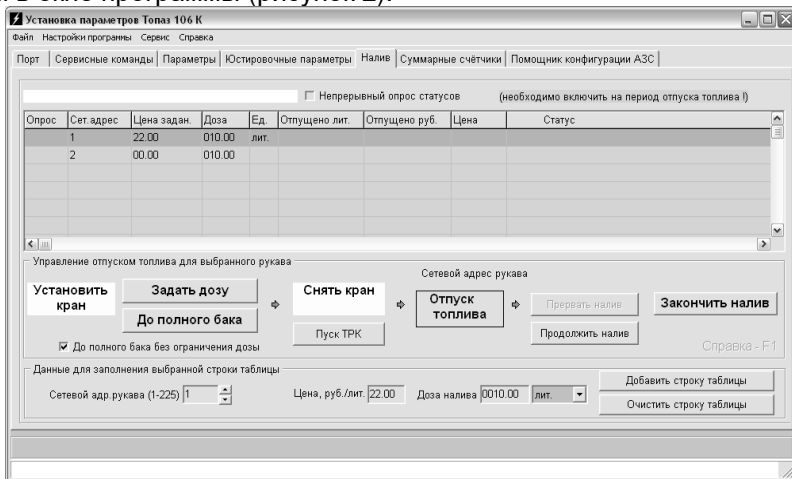 в окне программы (рисунок 2).
Установка параметров Топаз 106 К
Файл Настройки программы Сервис Справка
Порт Сервисные команды Параметры Юстировочные параметры Налив Суммарные счётчики Помощник конфигурации АЗС
Непрерывный опрос статусов (необходимо включить на период отпуска топлива !)
Опрос Сет.адрес Цена задан. Доза Ед. Отпущено лит. Отпущено руб. Цена Статус
1 22.00 010.00 лит.
2 00.00 010.00
Управление отпуском топлива для выбранного рукава
Сетевой адрес рукава
Установить кран Задать дозу Снять кран Отпуск топлива Прервать налив Закончить налив
До полного бака Пуск ТРК Продолжить налив
До полного бака без ограничения дозы Справка - F1
Данные для заполнения выбранной строки таблицы
Добавить строку таблицы
Сетевой адр.рукава (1-225) 1 Цена, руб./лит. 22.00 Доза налива 0010.00 лит.
Очистить строку таблицы